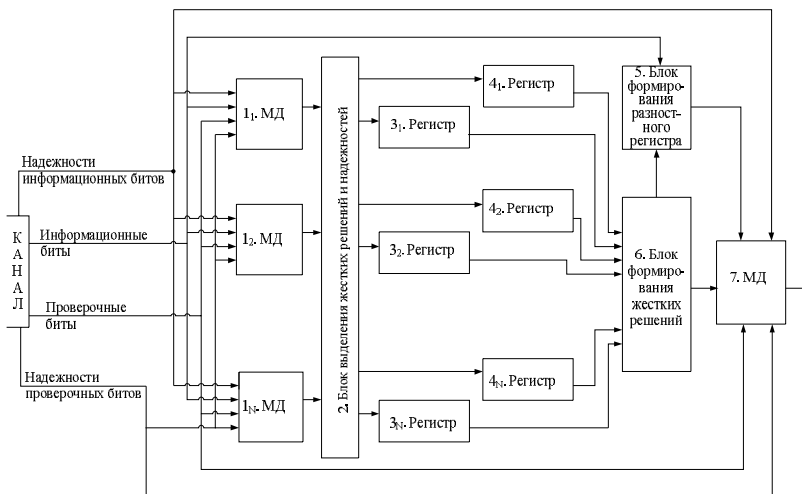 Надежности
информационных битов
К
А
Н
А
Л
Информационные
биты
Проверочные
биты
Надежности
проверочных битов
1₁. МД
1₂. МД
1N. МД
2. Блок выделения жестких решений и надежностей
4₁. Регистр
3₁. Регистр
4₂. Регистр
3₂. Регистр
4N. Регистр
3N. Регистр
5. Блок
формиро-
вания
разност-
ного
регистра
6. Блок
формиро-
вания
жестких
решений
7. МД